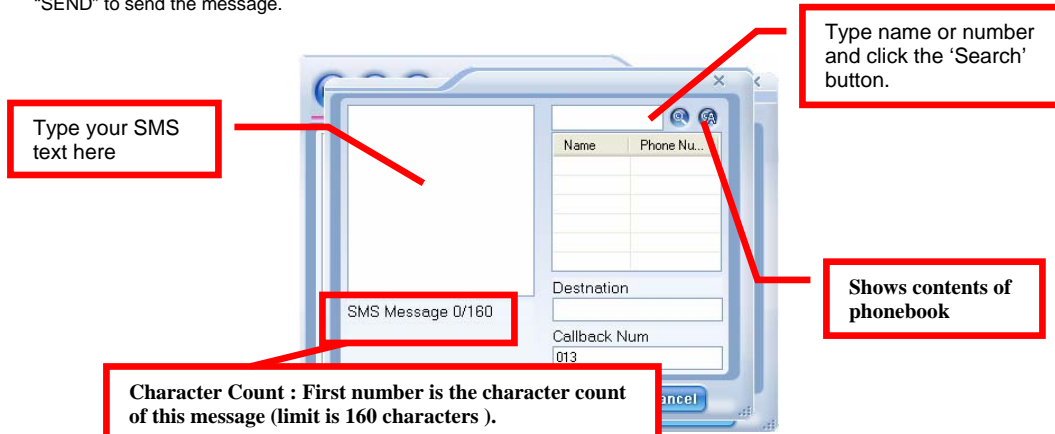 "SEND" to send the message.
Type name or number
and click the 'Search'
button.
Type your SMS
text here
Name Phone Nu...
Shows contents of
phonebook
Destnation
SMS Message 0/160
Callback Num
013
Character Count : First number is the character count
of this message (limit is 160 characters ).